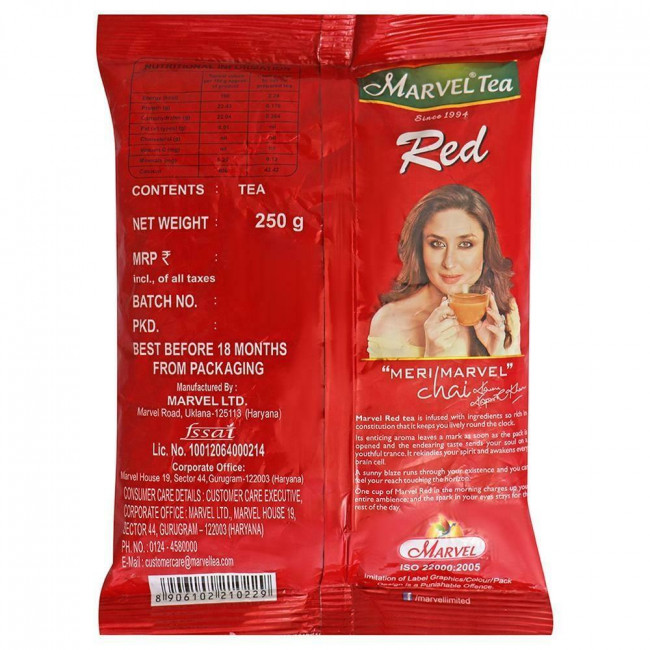 CONTENTS : TEA
NET WEIGHT : 250 g
MRP ₹ :
incl., of all taxes
BATCH NO. :
PKD. :
BEST BEFORE 18 MONTHS
FROM PACKAGING
Manufactured By :
MARVEL LTD.
Marvel Road, Uklana-125113 (Haryana)
fssai
Lic. No. 10012064000214
Corporate Office:
Marvel House 19, Sector 44, Gurugram-122003 (Haryana)
CONSUMER CARE DETAILS : CUSTOMER CARE EXECUTIVE,
CORPORATE OFFICE : MARVEL LTD., MARVEL HOUSE 19,
SECTOR 44, GURUGRAM –122003 (HARYANA)
PH. NO. : 0124 -4580000
E-Mail : customercare@marveltea.com
8 906102 210229
MARVEL® TEA
Since 1994
Red
"MERI/MARVEL"
chai
Marvel Red tea is infused with ingredients so rich in
constitution that it keeps you lively round the clock.
Its enticing aroma leaves a mark as soon as the pack is
opened and the endearing taste sends your soul on
youthful trance. It rekindles your spirit and awakens every
brain cell.
A sunny blaze runs through your existence and you can
feel your reach touching the horizon.
One cup of Marvel Red in the morning charges up your
entire ambience, and the spark in your eyes stays for the
rest of the day.
MARVEL
ISO 22000:2005
Imitation of Label Graphics/Colour/Pack
Design is a Punishable Offence.
/marvellimited